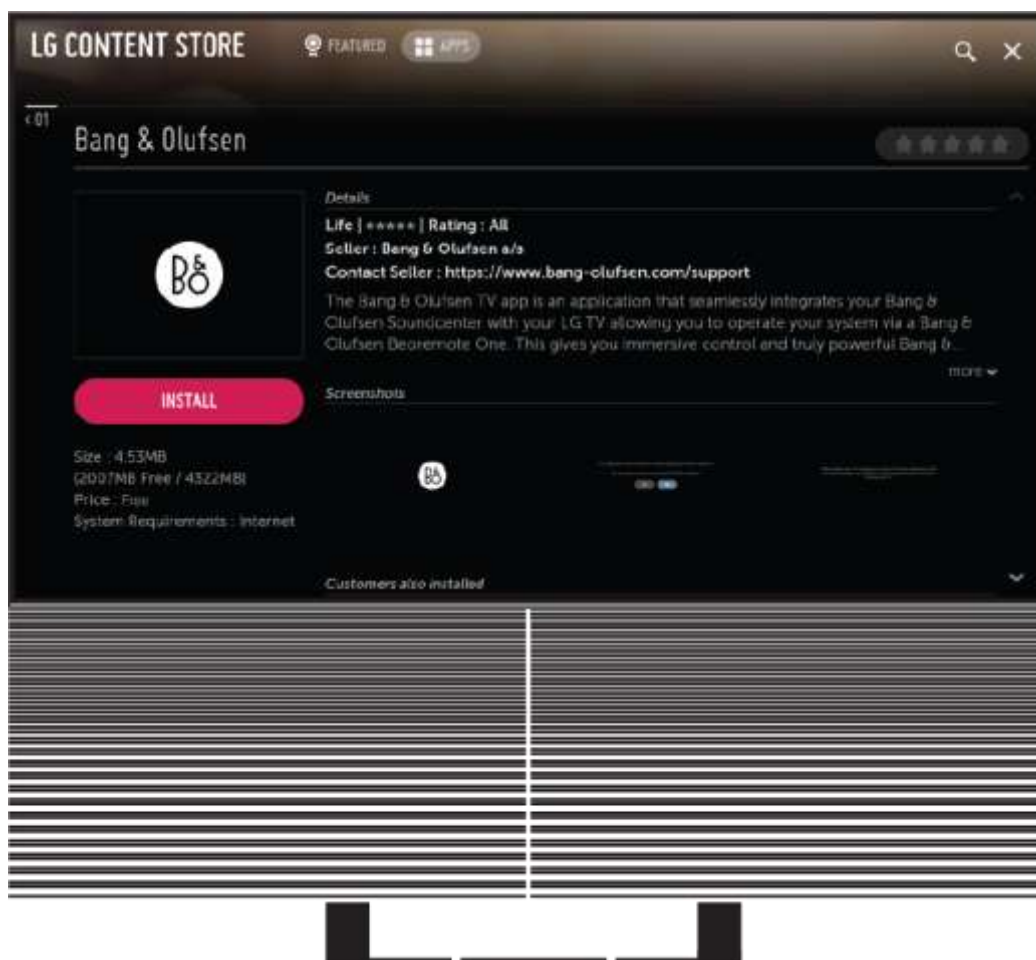 LG CONTENT STORE
FEATURED
APPS
< 01
Bang & Olufsen
B&O
INSTALL
Size : 4.53MB
(2007MB Free / 4322MB)
Price : Free
System Requirements : Internet
Details
Life | ★★★★★ | Rating : All
Seller : Bang & Olufsen a/s
Contact Seller : https://www.bang-olufsen.com/support
The Bang & Olufsen TV app is an application that seamlessly integrates your Bang &
Olufsen Soundcenter with your LG TV allowing you to operate your system via a Bang &
Olufsen Beoremote One. This gives you immersive control and truly powerful Bang &...
more
Screenshots
B&O
Customers also installed